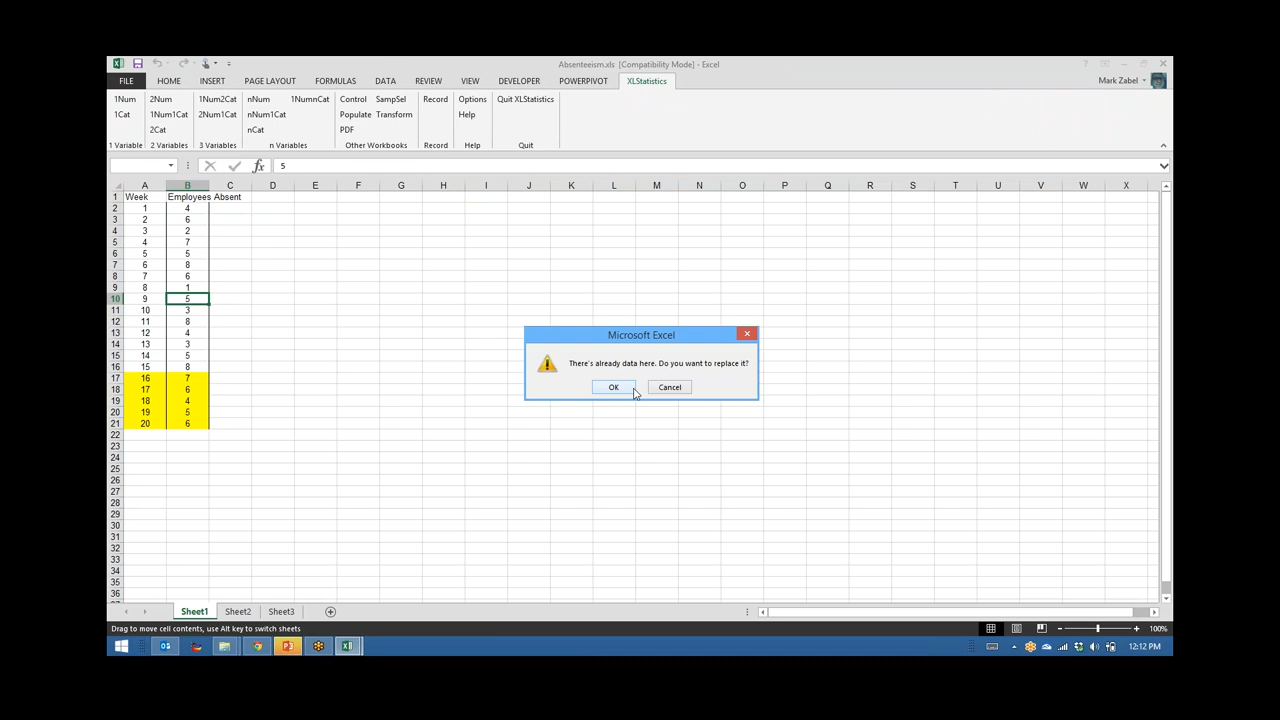 Absenteeism.xls [Compatibility Mode] - Excel
FILE HOME INSERT PAGE LAYOUT FORMULAS DATA REVIEW VIEW DEVELOPER POWERPIVOT XLStatistics Mark Zabel
1Num 2Num 1Num2Cat nNum 1NumnCat Control SampSel Record Options Quit XLStatistics
1Cat 1Num1Cat 2Num1Cat nNum1Cat Populate Transform Help
2Cat nCat PDF
1 Variable 2 Variables 3 Variables n Variables Other Workbooks Record Help Quit
fx 5
A B C D E F G H I J K L M N O P Q R S T U V W X
1 Week Employees Absent
2 1 4
3 2 6
4 3 2
5 4 7
6 5 5
7 6 8
8 7 6
9 8 1
10 9 5
11 10 3
12 11 8
13 12 4
14 13 3
15 14 5
16 15 8
17 16 7
18 17 6
19 18 4
20 19 5
21 20 6
22
23
24
25
26
27
28
29
30
31
32
33
34
35
36
Microsoft Excel
There's already data here. Do you want to replace it?
OK Cancel
Sheet1 Sheet2 Sheet3
Drag to move cell contents, use Alt key to switch sheets 100%
12:12 PM